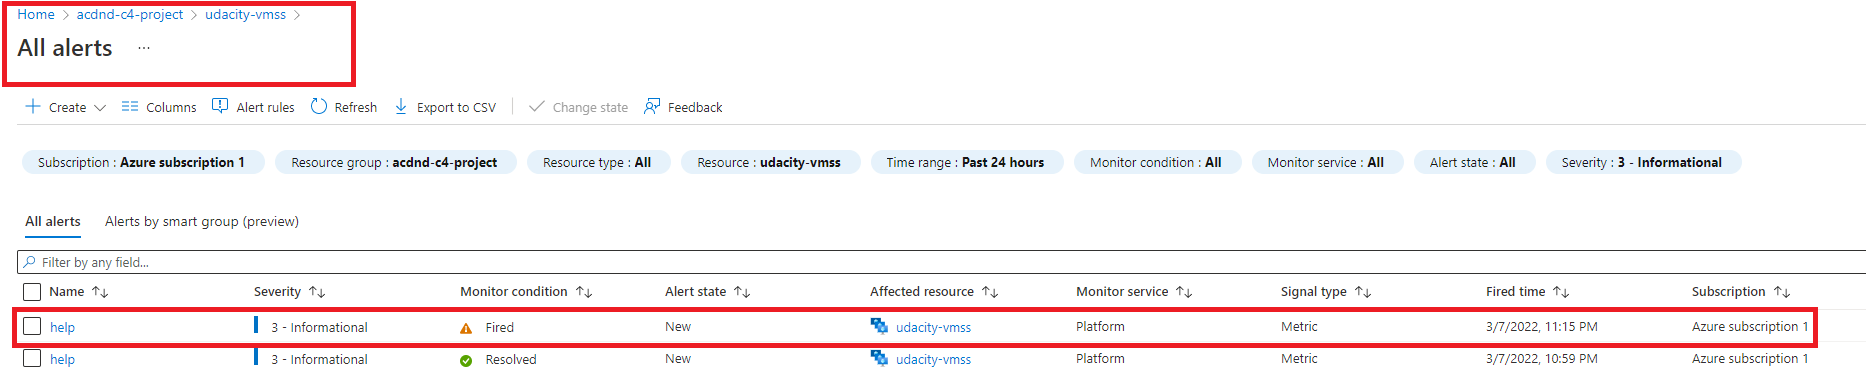 Home > acdnd-c4-project > udacity-vmss >
All alerts ...
Create Columns Alert rules Refresh Export to CSV Change state Feedback
Subscription : Azure subscription 1 Resource group : acdnd-c4-project Resource type : All Resource : udacity-vmss Time range : Past 24 hours Monitor condition : All Monitor service : All Alert state : All Severity : 3 - Informational
All alerts Alerts by smart group (preview)
Filter by any field...
Name Severity Monitor condition Alert state Affected resource Monitor service Signal type Fired time Subscription
help 3 - Informational Fired New udacity-vmss Platform Metric 3/7/2022, 11:15 PM Azure subscription 1
help 3 - Informational Resolved New udacity-vmss Platform Metric 3/7/2022, 10:59 PM Azure subscription 1